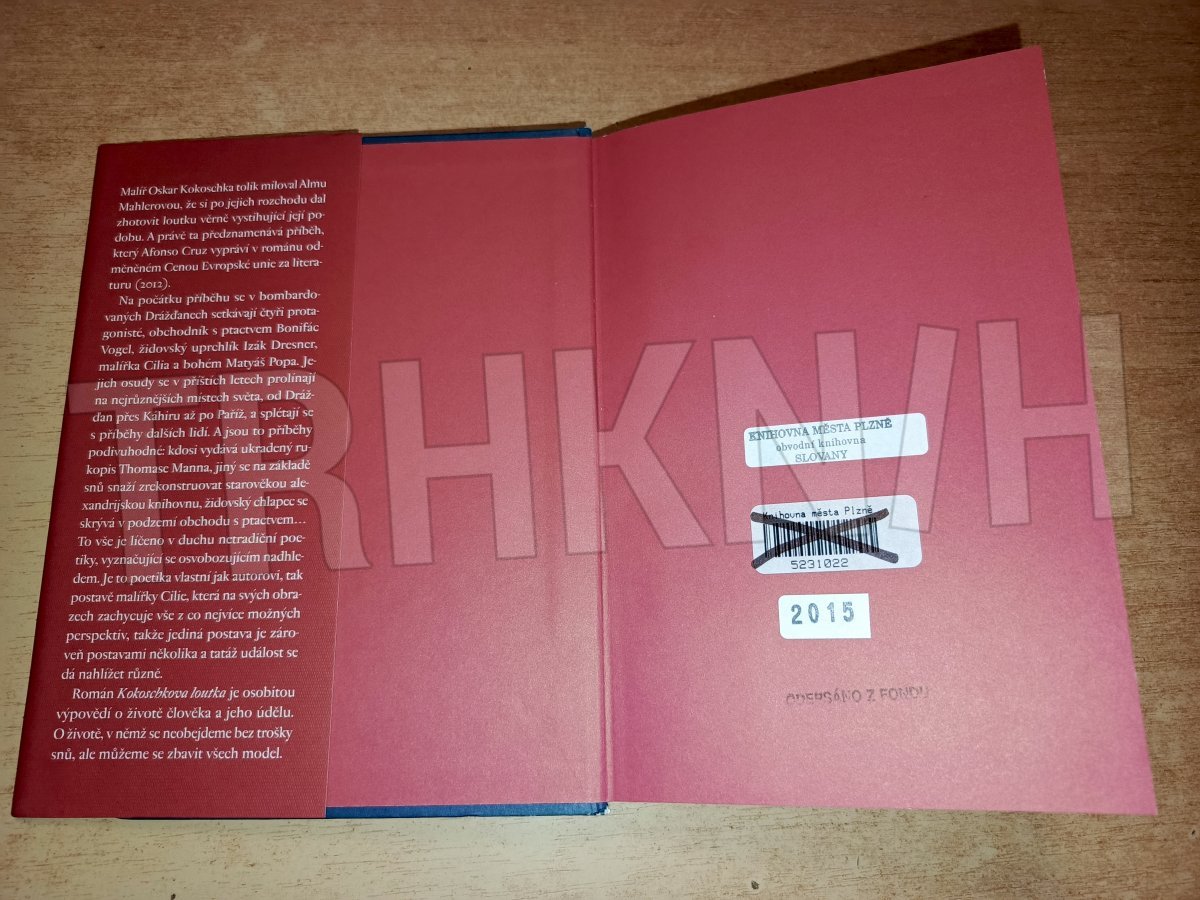 Malíř Oskar Kokoschka tolik miloval Almu
Mahlerovou, že si po jejich rozchodu dal
zhotovit loutku věrně vystihující její po-
dobu. A právě ta předznamenává příběh,
který Afonso Cruz vypráví v románu od-
měněném Cenou Evropské unie za litera-
turu (2012).
Na počátku příběhu se v bombardo-
vaných Drážďanech setkávají čtyři prota-
gonisté, obchodník s ptactvem Bonifác
Vogel, židovský uprchlík Izák Dresner,
malířka Cilia a bohém Matyáš Popa. Je-
jich osudy se v příštích letech prolínají
na nejrůznějších místech světa, od Dráž-
ďan přes Káhiru až po Paříž, a splétají se
s příběhy dalších lidí. A jsou to příběhy
podivuhodné: kdosi vydává ukradený ru-
kopis Thomase Manna, jiný se na základě
snů snaží zrekonstruovat starověkou ale-
xandrijskou knihovnu, židovský chlapec se
skrývá v podzemí obchodu s ptactvem…
To vše je líčeno v duchu netradiční poe-
tiky, vyznačující se osvobozujícím nadhle-
dem. Je to poetika vlastní jak autorovi, tak
postavě malířky Cilie, která na svých obra-
zech zachycuje vše z co nejvíce možných
perspektiv, takže jediná postava je záro-
veň postavami několika a tatáž událost se
dá nahlížet různě.
Román Kokoschkova loutka je osobitou
výpovědí o životě člověka a jeho údělu.
O životě, v němž se neobejdeme bez trošky
snů, ale můžeme se zbavit všech model.
KNIHOVNA MĚSTA PLZNĚ
obvodní knihovna
SLOVANY
Knihovna města Plzně
5231022
2015
ODEPSÁNO Z FONDU
TRHKNIH